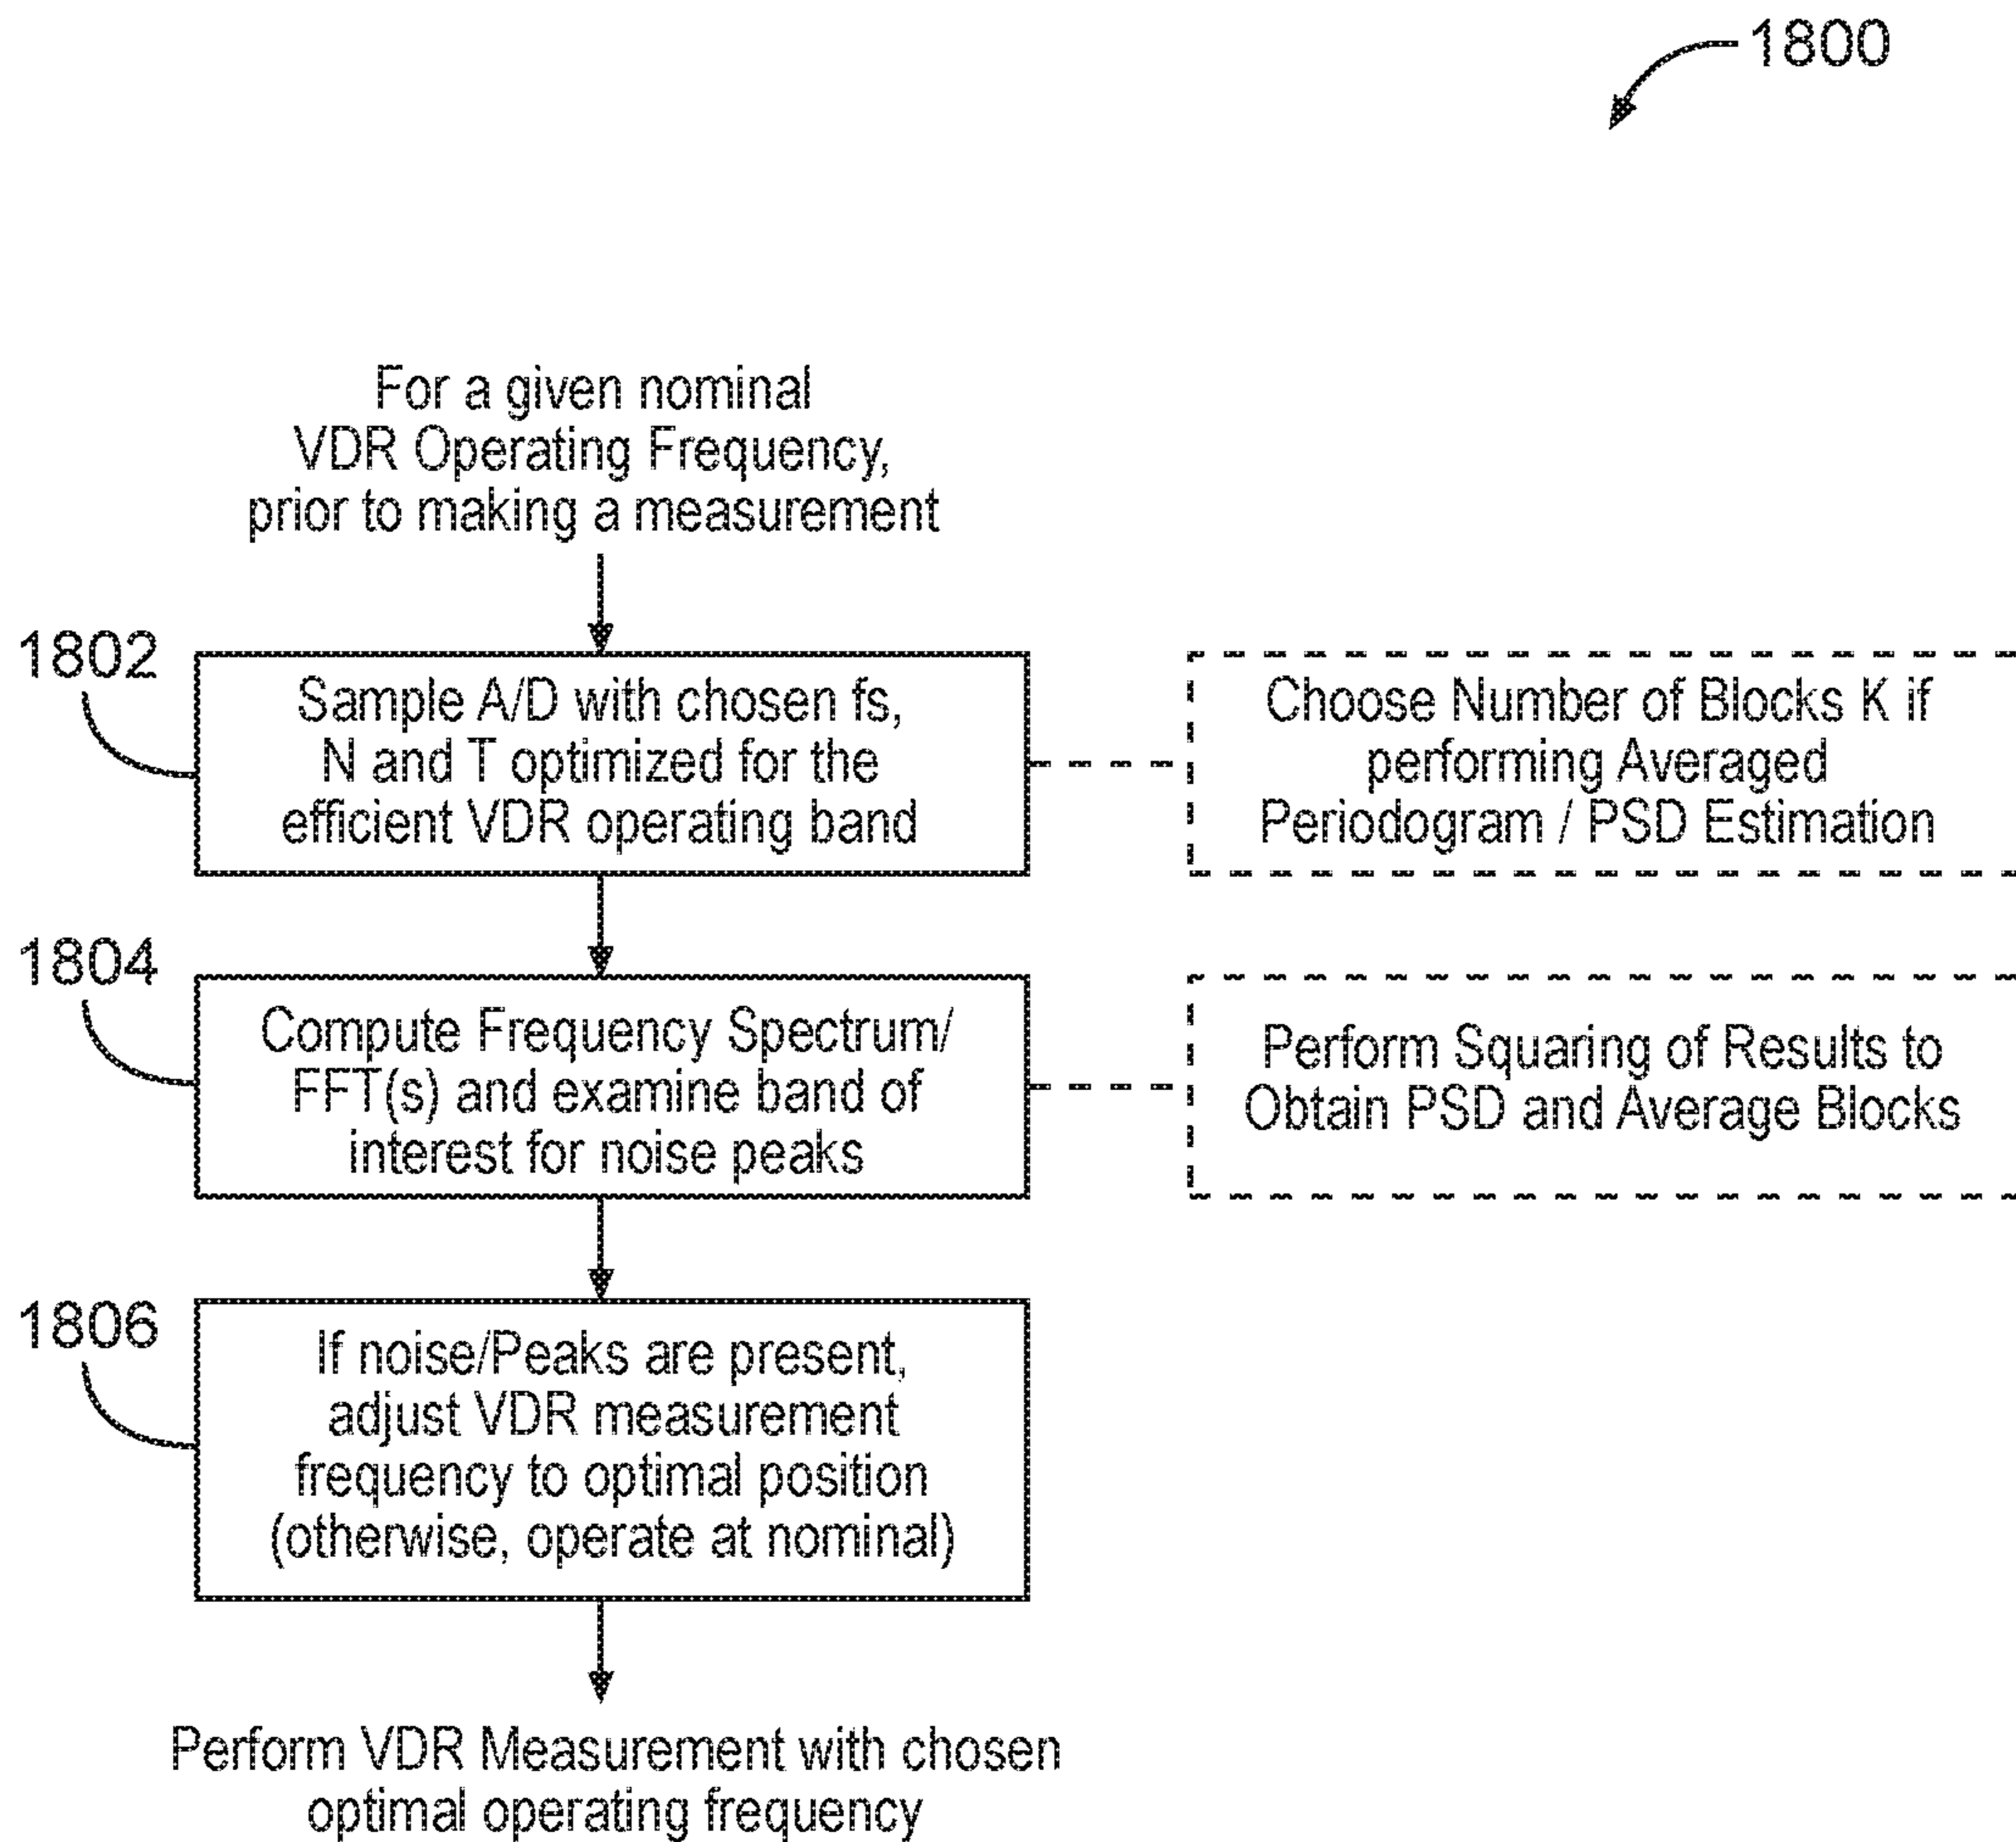 1800
For a given nominal
VDR Operating Frequency,
prior to making a measurement
1802
Sample A/D with chosen fs,
N and T optimized for the
efficient VDR operating band
Choose Number of Blocks K if
performing Averaged
Periodogram / PSD Estimation
1804
Compute Frequency Spectrum/
FFT(s) and examine band of
interest for noise peaks
Perform Squaring of Results to
Obtain PSD and Average Blocks
1806
If noise/Peaks are present,
adjust VDR measurement
frequency to optimal position
(otherwise, operate at nominal)
Perform VDR Measurement with chosen
optimal operating frequency